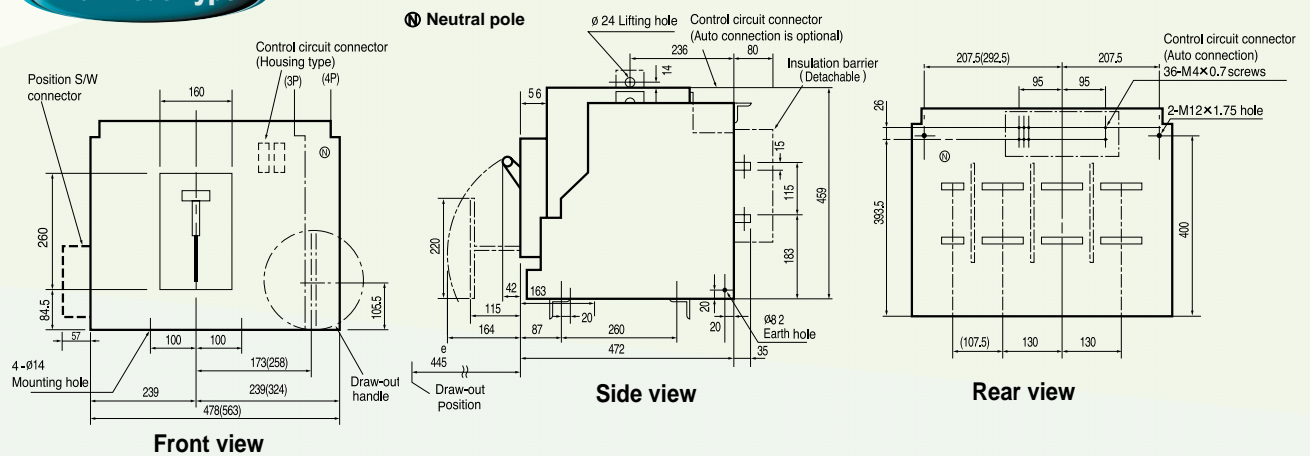 Type
Ⓝ Neutral pole
Control circuit connector
(Housing type)
(3P) (4P)
Position S/W
connector
160
Ⓝ
260
84.5
57
105.5
100 100
4-ø14
Mounting hole
173(258)
239 239(324)
478(563)
Draw-out
handle
Front view
ø 24 Lifting hole
Control circuit connector
(Auto connection is optional)
236 80
14
Insulation barrier
(Detachable)
56
15
115
459
220
183
42 163
115 20
20
20
164 87 260
ø8 2
Earth hole
e
472 35
445
Draw-out
position
Side view
Control circuit connector
(Auto connection)
207.5(292.5) 207.5
36-M4×0.7 screws
95 95
26
2-M12×1.75 hole
Ⓝ
393.5
400
(107.5) 130 130
Rear view